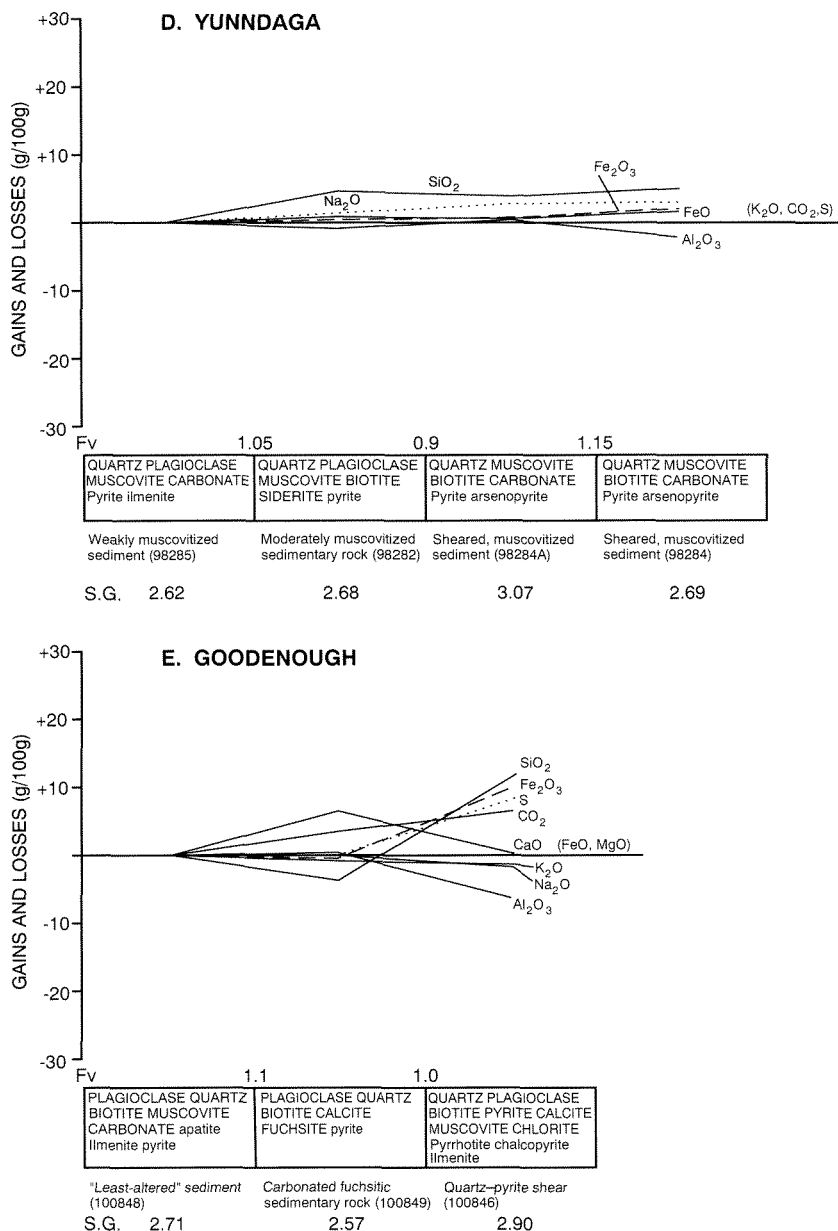 D. YUNNDAGA
GAINS AND LOSSES (g/100g)
+30
+20
+10
0
-10
-20
-30
SiO₂
Na₂O
Fe₂O₃
FeO
(K₂O, CO₂,S)
Al₂O₃
Fv 1.05 0.9 1.15
QUARTZ PLAGIOCLASE
MUSCOVITE CARBONATE
Pyrite ilmenite
QUARTZ PLAGIOCLASE
MUSCOVITE BIOTITE
SIDERITE pyrite
QUARTZ MUSCOVITE
BIOTITE CARBONATE
Pyrite arsenopyrite
QUARTZ MUSCOVITE
BIOTITE CARBONATE
Pyrite arsenopyrite
Weakly muscovitized
sediment (98285)
Moderately muscovitized
sedimentary rock (98282)
Sheared, muscovitized
sediment (98284A)
Sheared, muscovitized
sediment (98284)
S.G. 2.62 2.68 3.07 2.69
E. GOODENOUGH
GAINS AND LOSSES (g/100g)
+30
+20
+10
0
-10
-20
-30
SiO₂
Fe₂O₃
S
CO₂
CaO (FeO, MgO)
K₂O
Na₂O
Al₂O₃
Fv 1.1 1.0
PLAGIOCLASE QUARTZ
BIOTITE MUSCOVITE
CARBONATE apatite
Ilmenite pyrite
PLAGIOCLASE QUARTZ
BIOTITE CALCITE
FUCHSITE pyrite
QUARTZ PLAGIOCLASE
BIOTITE PYRITE CALCITE
MUSCOVITE CHLORITE
Pyrrhotite chalcopyrite
Ilmenite
"Least-altered" sediment
(100848)
Carbonated fuchsitic
sedimentary rock (100849)
Quartz–pyrite shear
(100846)
S.G. 2.71 2.57 2.90